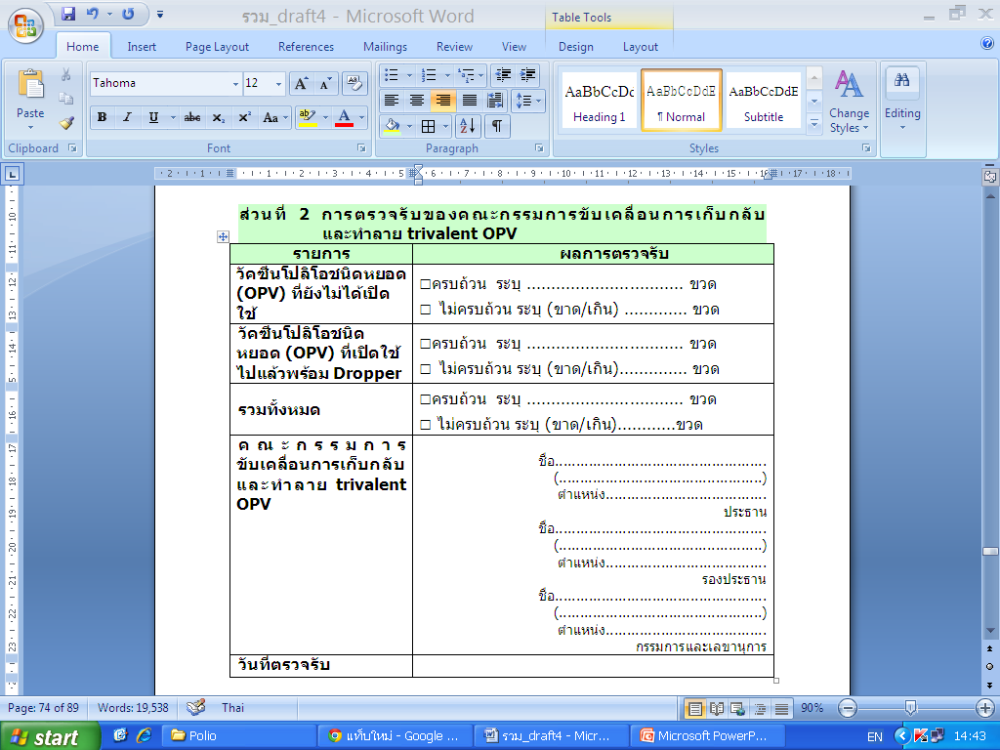 รวม_draft4 - Microsoft Word
Table Tools
Home Insert Page Layout References Mailings Review View Design Layout
Tahoma 12
Paste
AaBbCcDc AaBbCcDdE AaBbCcDdE
Heading 1 ¶ Normal Subtitle
Change Styles
Editing
Clipboard Font Paragraph Styles
ส่วนที่ 2 การตรวจรับของคณะกรรมการขับเคลื่อนการเก็บกลับ
และทำลาย trivalent OPV
รายการ ผลการตรวจรับ
วัคซีนโปลิโอชนิดหยอด
(OPV) ที่ยังไม่ได้เปิด
ใช้
□ครบถ้วน ระบุ ................................ ขวด
□ ไม่ครบถ้วน ระบุ (ขาด/เกิน) ............. ขวด
วัคซีนโปลิโอชนิด
หยอด (OPV) ที่เปิดใช้
ไปแล้วพร้อม Dropper
□ครบถ้วน ระบุ ................................ ขวด
□ ไม่ครบถ้วน ระบุ (ขาด/เกิน).............. ขวด
รวมทั้งหมด
□ครบถ้วน ระบุ ................................ ขวด
□ ไม่ครบถ้วน ระบุ (ขาด/เกิน)............ขวด
คณะกรรมการ
ขับเคลื่อนการเก็บกลับ
และทำลาย trivalent
OPV
ชื่อ..................................................
(................................................)
ตำแหน่ง......................................
ประธาน
ชื่อ..................................................
(................................................)
ตำแหน่ง......................................
รองประธาน
ชื่อ..................................................
(................................................)
ตำแหน่ง......................................
กรรมการและเลขานุการ
วันที่ตรวจรับ
Page: 74 of 89 Words: 19,538 Thai 90%
start Polio แท็บใหม่ - Google ... รวม_draft4 - Micr... Microsoft PowerP... EN 14:43